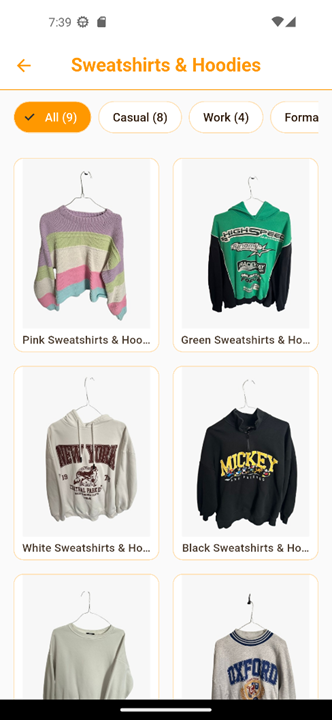 7:39
Sweatshirts & Hoodies
All (9)
Casual (8)
Work (4)
Forma
Pink Sweatshirts & Hoo...
Green Sweatshirts & Ho...
HIGH SPEED
NEW YORK
19
CENTRAL PARK
White Sweatshirts & Ho...
MICKEY
Black Sweatshirts & Ho...
OXFORD